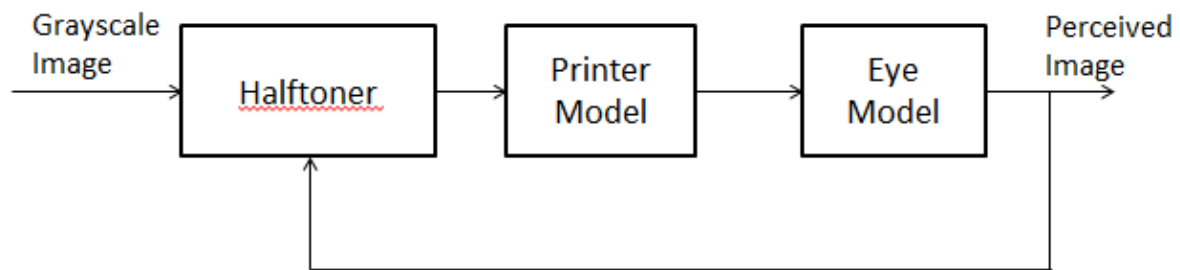 Grayscale
Image
Halftoner
Printer
Model
Eye
Model
Perceived
Image